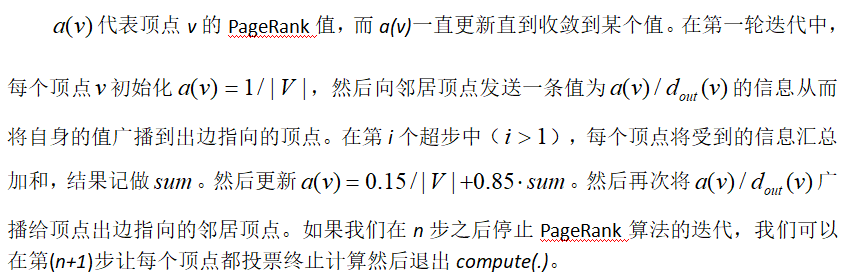 a(v)代表顶点 v 的 PageRank 值，而 a(v)一直更新直到收敛到某个值。在第一轮迭代中，
每个顶点 v 初始化 a(v) = 1/| V |，然后向邻居顶点发送一条值为 a(v)/d_out(v) 的信息从而
将自身的值广播到出边指向的顶点。在第 i 个超步中（i > 1），每个顶点将受到的信息汇总
加和，结果记做 sum。然后更新 a(v) = 0.15/| V |+0.85·sum。然后再次将 a(v)/d_out(v) 广
播给顶点出边指向的邻居顶点。如果我们在 n 步之后停止 PageRank 算法的迭代，我们可以
在第(n+1)步让每个顶点都投票终止计算然后退出 compute(.)。